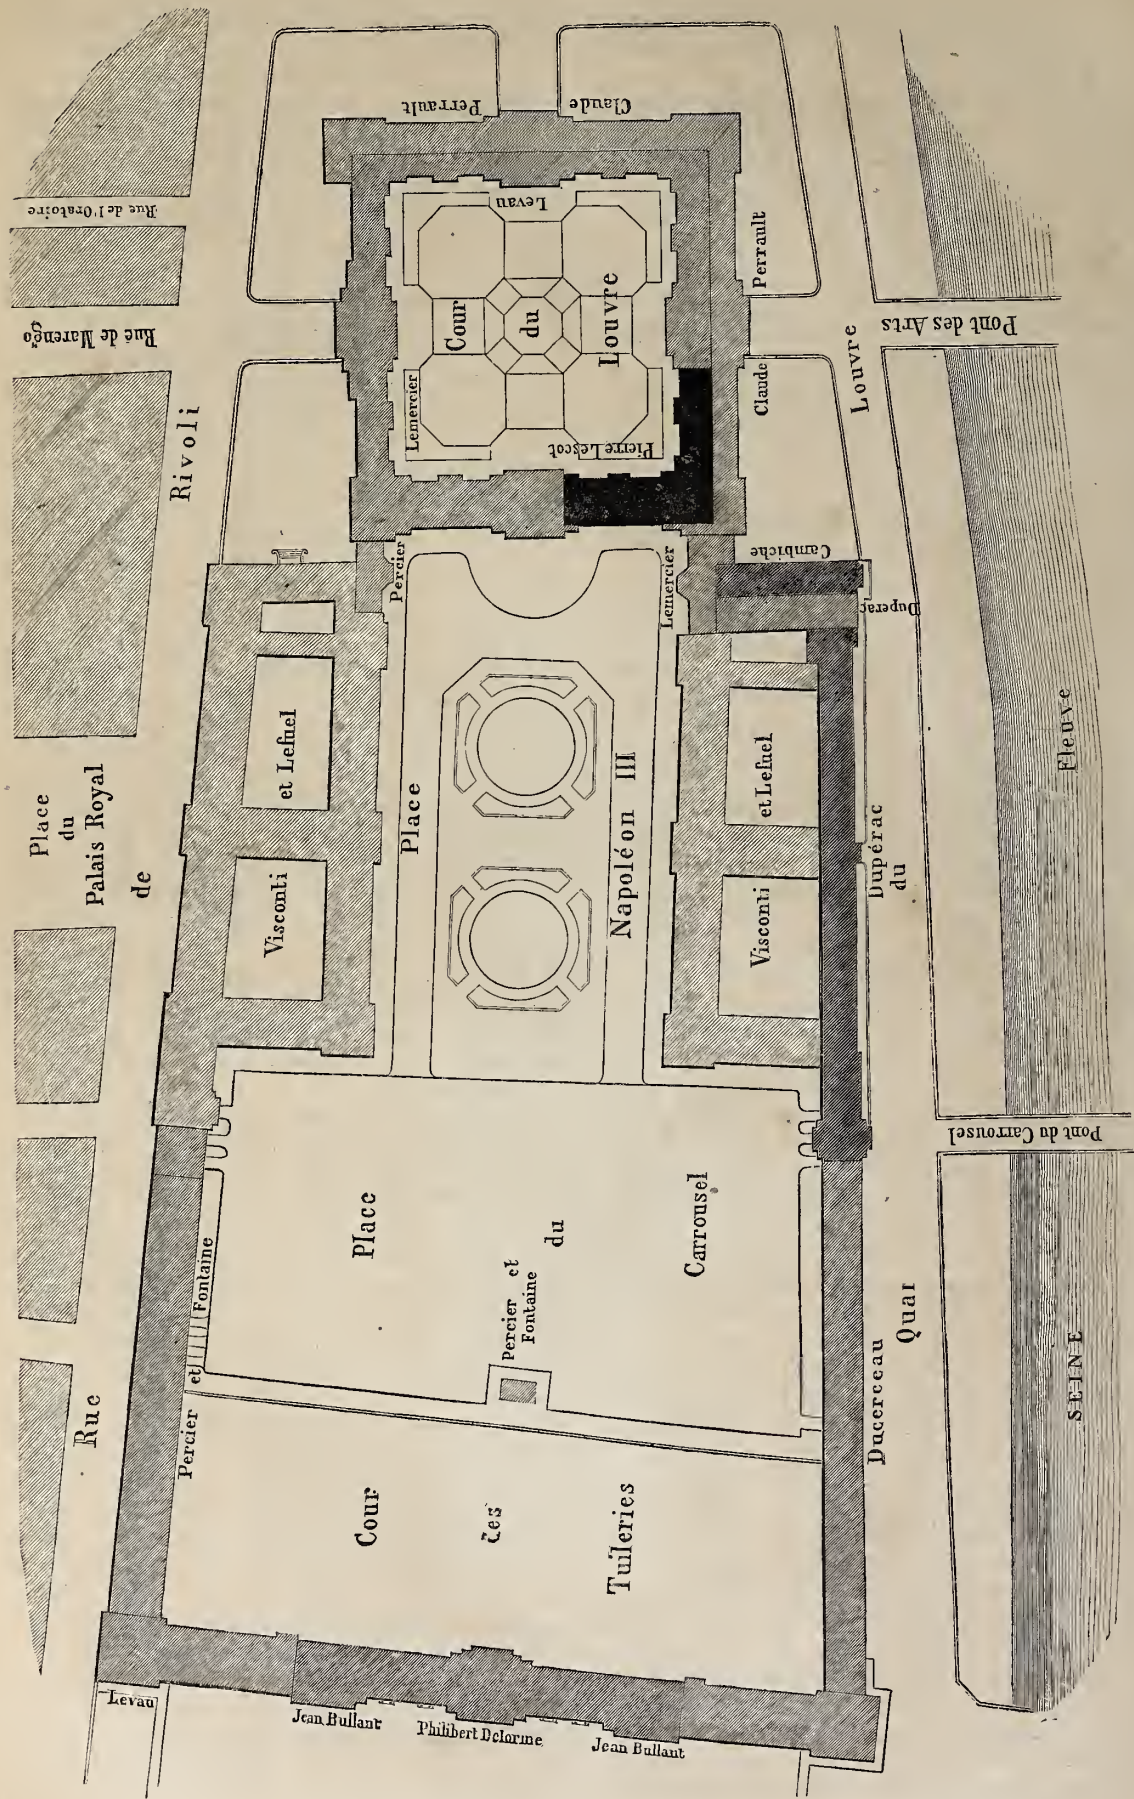 Claude
Perrault
Rue de l'Oratoire
Levau
Perrault
Rue de Marengo
Cour
du
Louvre
Pont des Arts
Lemercier
Claude
Louvre
Rivoli
Pierre Lescot
Percier
Lemercier
Cambiche
Duperac
Place
du
Palais Royal
de
et Lefuel
Visconti
Place
Napoléon III
et Lefuel
Visconti
Dupérac
du
Fleuve
Pont du Carrousel
Place
du
Carrousel
Percier et
Fontaine
Percier
et
Fontaine
Rue
Quai
Ducerceau
SEINE
Cour
des
Tuileries
Levau
Jean Bullant
Philibert Delorme
Jean Bullant